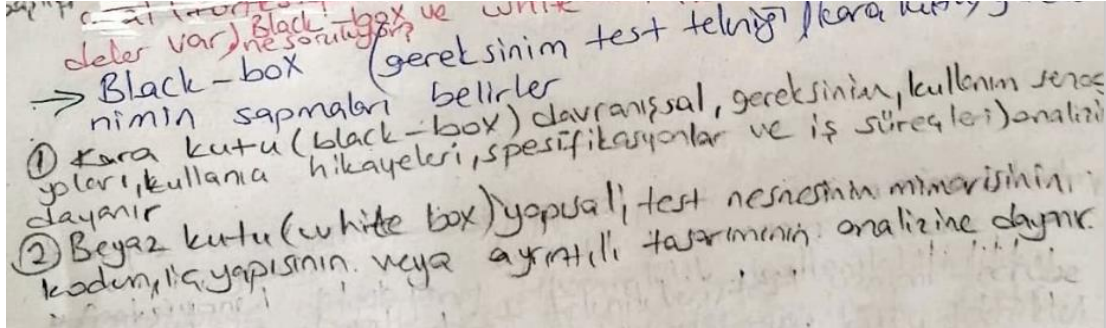 deler var) Black-box ve white
ne soruluyor?
→ Black-box (gereksinim test tekniği) (kara
nimin sapmaları belirler
① Kara kutu (black-box) davranışsal, gereksinim, kullanım senar
yoları, kullanıcı hikayeleri, spesifikasyonlar ve iş süreçleri) analizi
dayanır
② Beyaz kutu (white box) yapısal; test nesnesinin mimarisinin,
kodun, iç yapısının veya ayrıntılı tasarımının analizine dayanır.